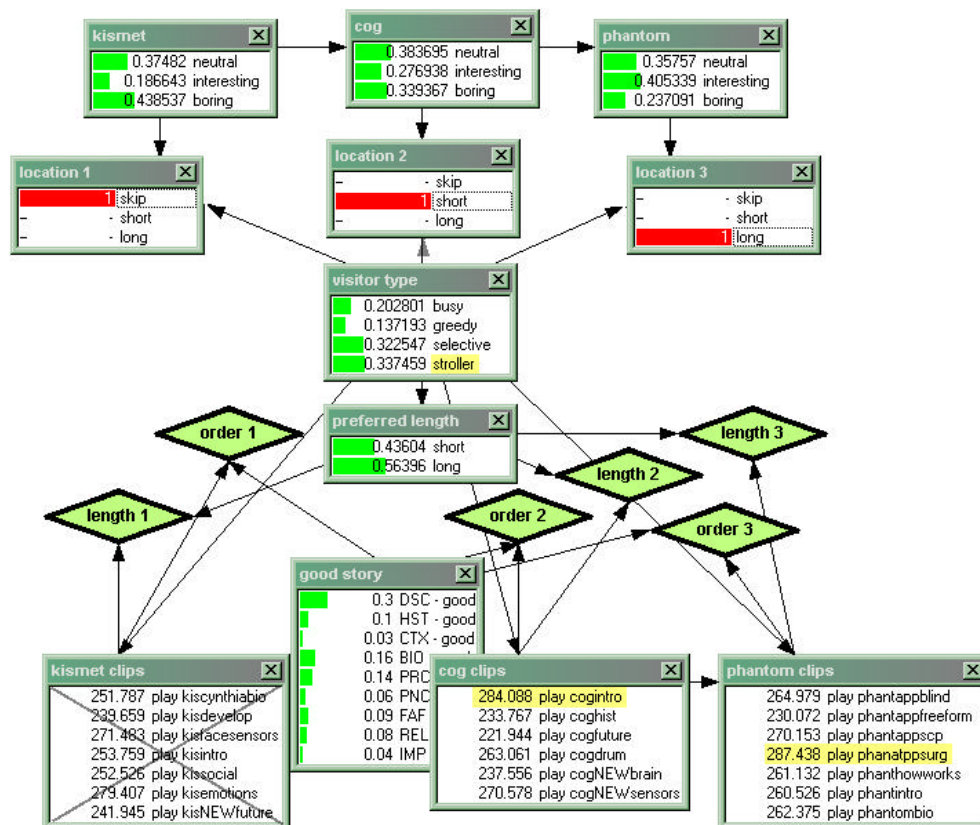 kismet
0.37482 neutral
0.186643 interesting
0.438537 boring
cog
0.383695 neutral
0.276938 interesting
0.339367 boring
phantom
0.35757 neutral
0.405339 interesting
0.237091 boring
location 1
1 skip
- - short
- - long
location 2
- - skip
1 short
- - long
location 3
- - skip
- - short
1 long
visitor type
0.202801 busy
0.137193 greedy
0.322547 selective
0.337459 stroller
preferred length
0.43604 short
0.56396 long
order 1
length 3
length 2
length 1
order 2
order 3
good story
0.3 DSC - good
0.1 HST - good
0.03 CTX - good
0.16 BIO
0.14 PRC
0.06 PNC
0.09 FAF
0.08 REL
0.04 IMP
kismet clips
251.787 play kiscynthiabio
239.659 play kisdevelop
271.483 play kisfacesensors
253.759 play kisintro
252.526 play kissocial
279.407 play kisemotions
241.945 play kisNEWfuture
cog clips
284.088 play cogintro
233.767 play coghist
221.944 play cogfuture
263.061 play cogdrum
237.556 play cogNEWbrain
270.578 play cogNEWsensors
phantom clips
264.979 play phantappblind
230.072 play phantappfreeform
270.153 play phantappscp
287.438 play phanatppsurg
261.132 play phanthowworks
260.526 play phantintro
262.375 play phantombio